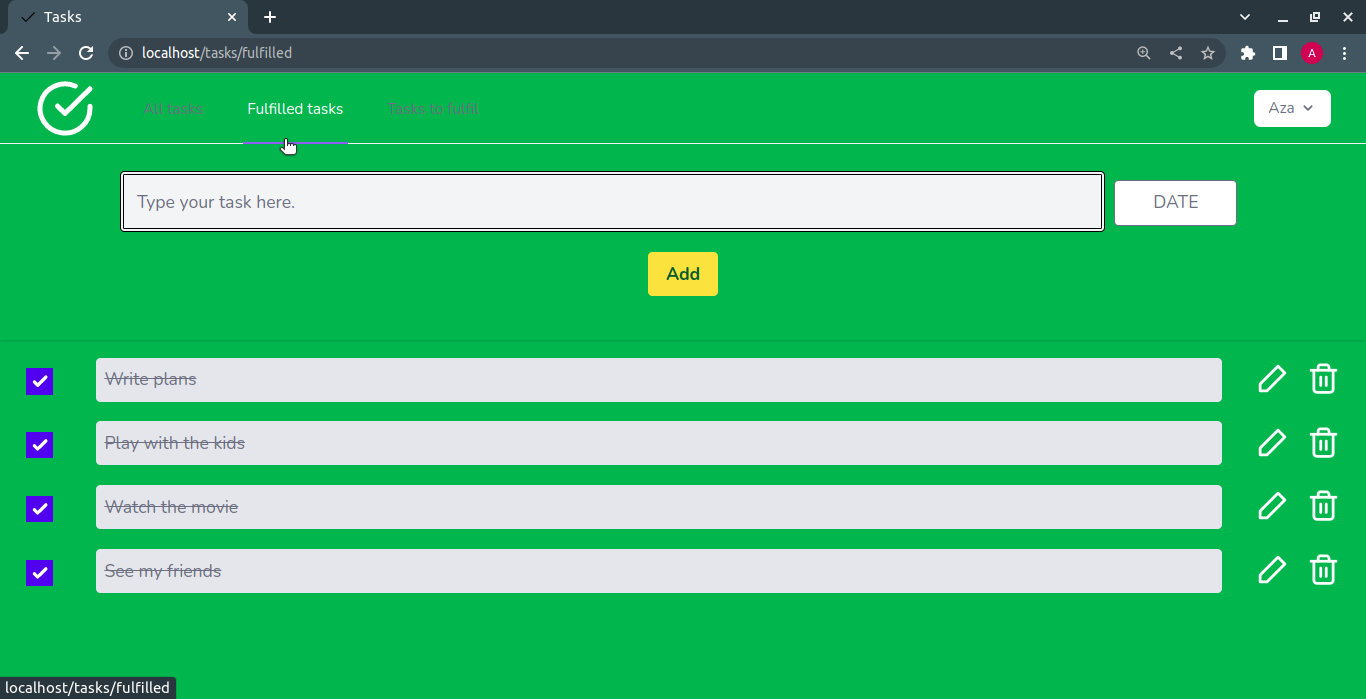 Tasks
localhost/tasks/fulfilled
A
All tasks
Fulfilled tasks
Tasks to fulfill
Aza
Type your task here.
DATE
Add
Write plans
Play with the kids
Watch the movie
See my friends
localhost/tasks/fulfilled